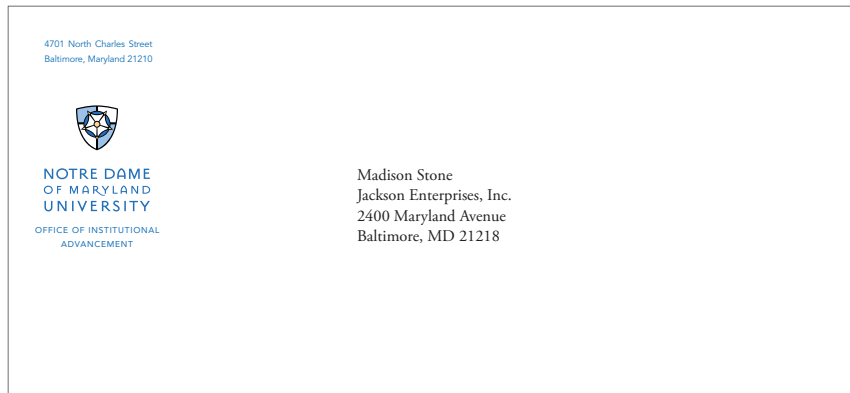 4701 North Charles Street
Baltimore, Maryland 21210
NOTRE DAME
OF MARYLAND
UNIVERSITY
OFFICE OF INSTITUTIONAL
ADVANCEMENT
Madison Stone
Jackson Enterprises, Inc.
2400 Maryland Avenue
Baltimore, MD 21218